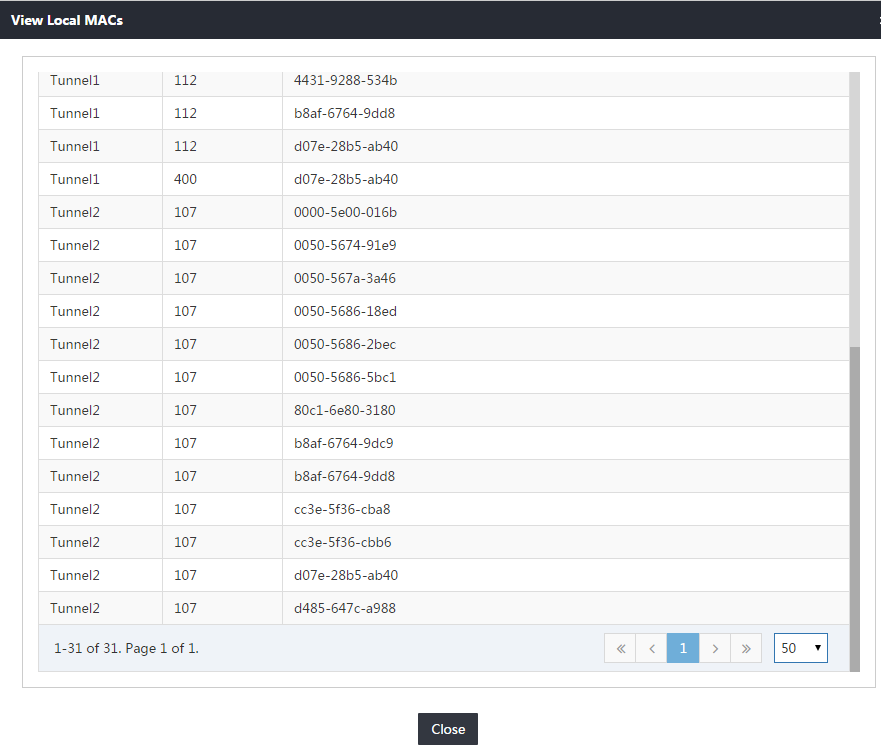 View Local MACs
Tunnel1 112 4431-9288-534b
Tunnel1 112 b8af-6764-9dd8
Tunnel1 112 d07e-28b5-ab40
Tunnel1 400 d07e-28b5-ab40
Tunnel2 107 0000-5e00-016b
Tunnel2 107 0050-5674-91e9
Tunnel2 107 0050-567a-3a46
Tunnel2 107 0050-5686-18ed
Tunnel2 107 0050-5686-2bec
Tunnel2 107 0050-5686-5bc1
Tunnel2 107 80c1-6e80-3180
Tunnel2 107 b8af-6764-9dc9
Tunnel2 107 b8af-6764-9dd8
Tunnel2 107 cc3e-5f36-cba8
Tunnel2 107 cc3e-5f36-cbb6
Tunnel2 107 d07e-28b5-ab40
Tunnel2 107 d485-647c-a988
1-31 of 31. Page 1 of 1. « ‹ 1 › » 50
Close